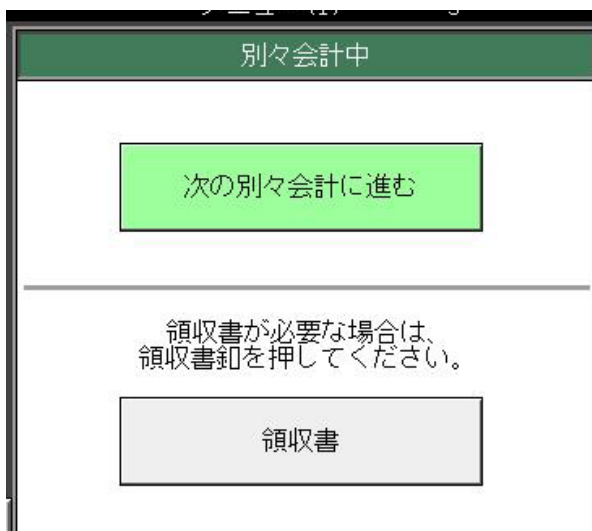 別々会計中
次の別々会計に進む
領収書が必要な場合は、
領収書釦を押してください。
領収書